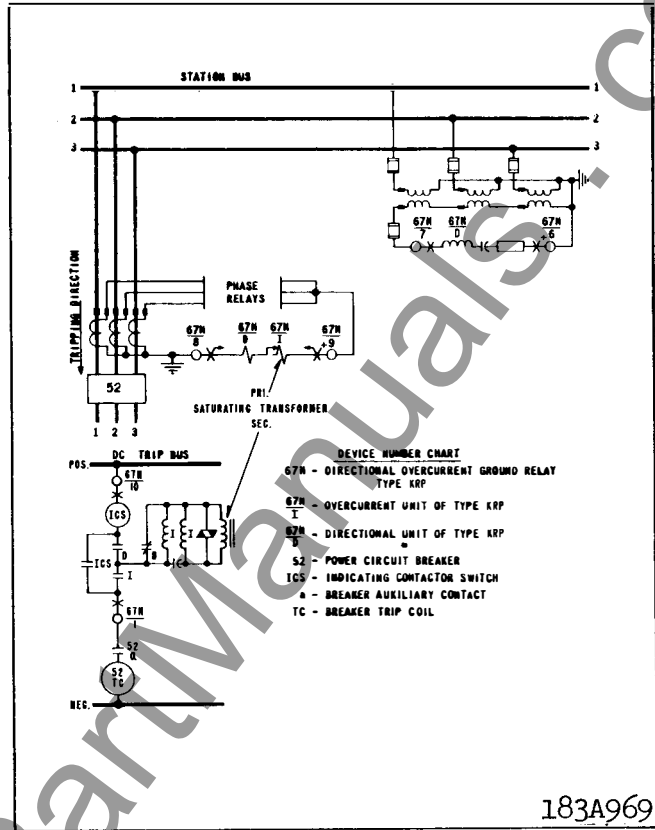 STATION BUS
1 1
2 2
3 3
67N 67N 67N
7 D +6
TRIPPING DIRECTION
PHASE
RELAYS
67N 67N 67N 67N
8 D I +9
52
PRI.
SATURATING TRANSFORMER
SEC.
1 2 3
DC TRIP BUS
POS.
67N
10
ICS
ICS D B I I
I
67N
1
52
a
52
TC
NEG.
DEVICE NUMBER CHART
67N - DIRECTIONAL OVERCURRENT GROUND RELAY
TYPE KRP
67N
I - OVERCURRENT UNIT OF TYPE KRP
67N
D - DIRECTIONAL UNIT OF TYPE KRP
52 - POWER CIRCUIT BREAKER
ICS - INDICATING CONTACTOR SWITCH
a - BREAKER AUXILIARY CONTACT
TC - BREAKER TRIP COIL
183A969